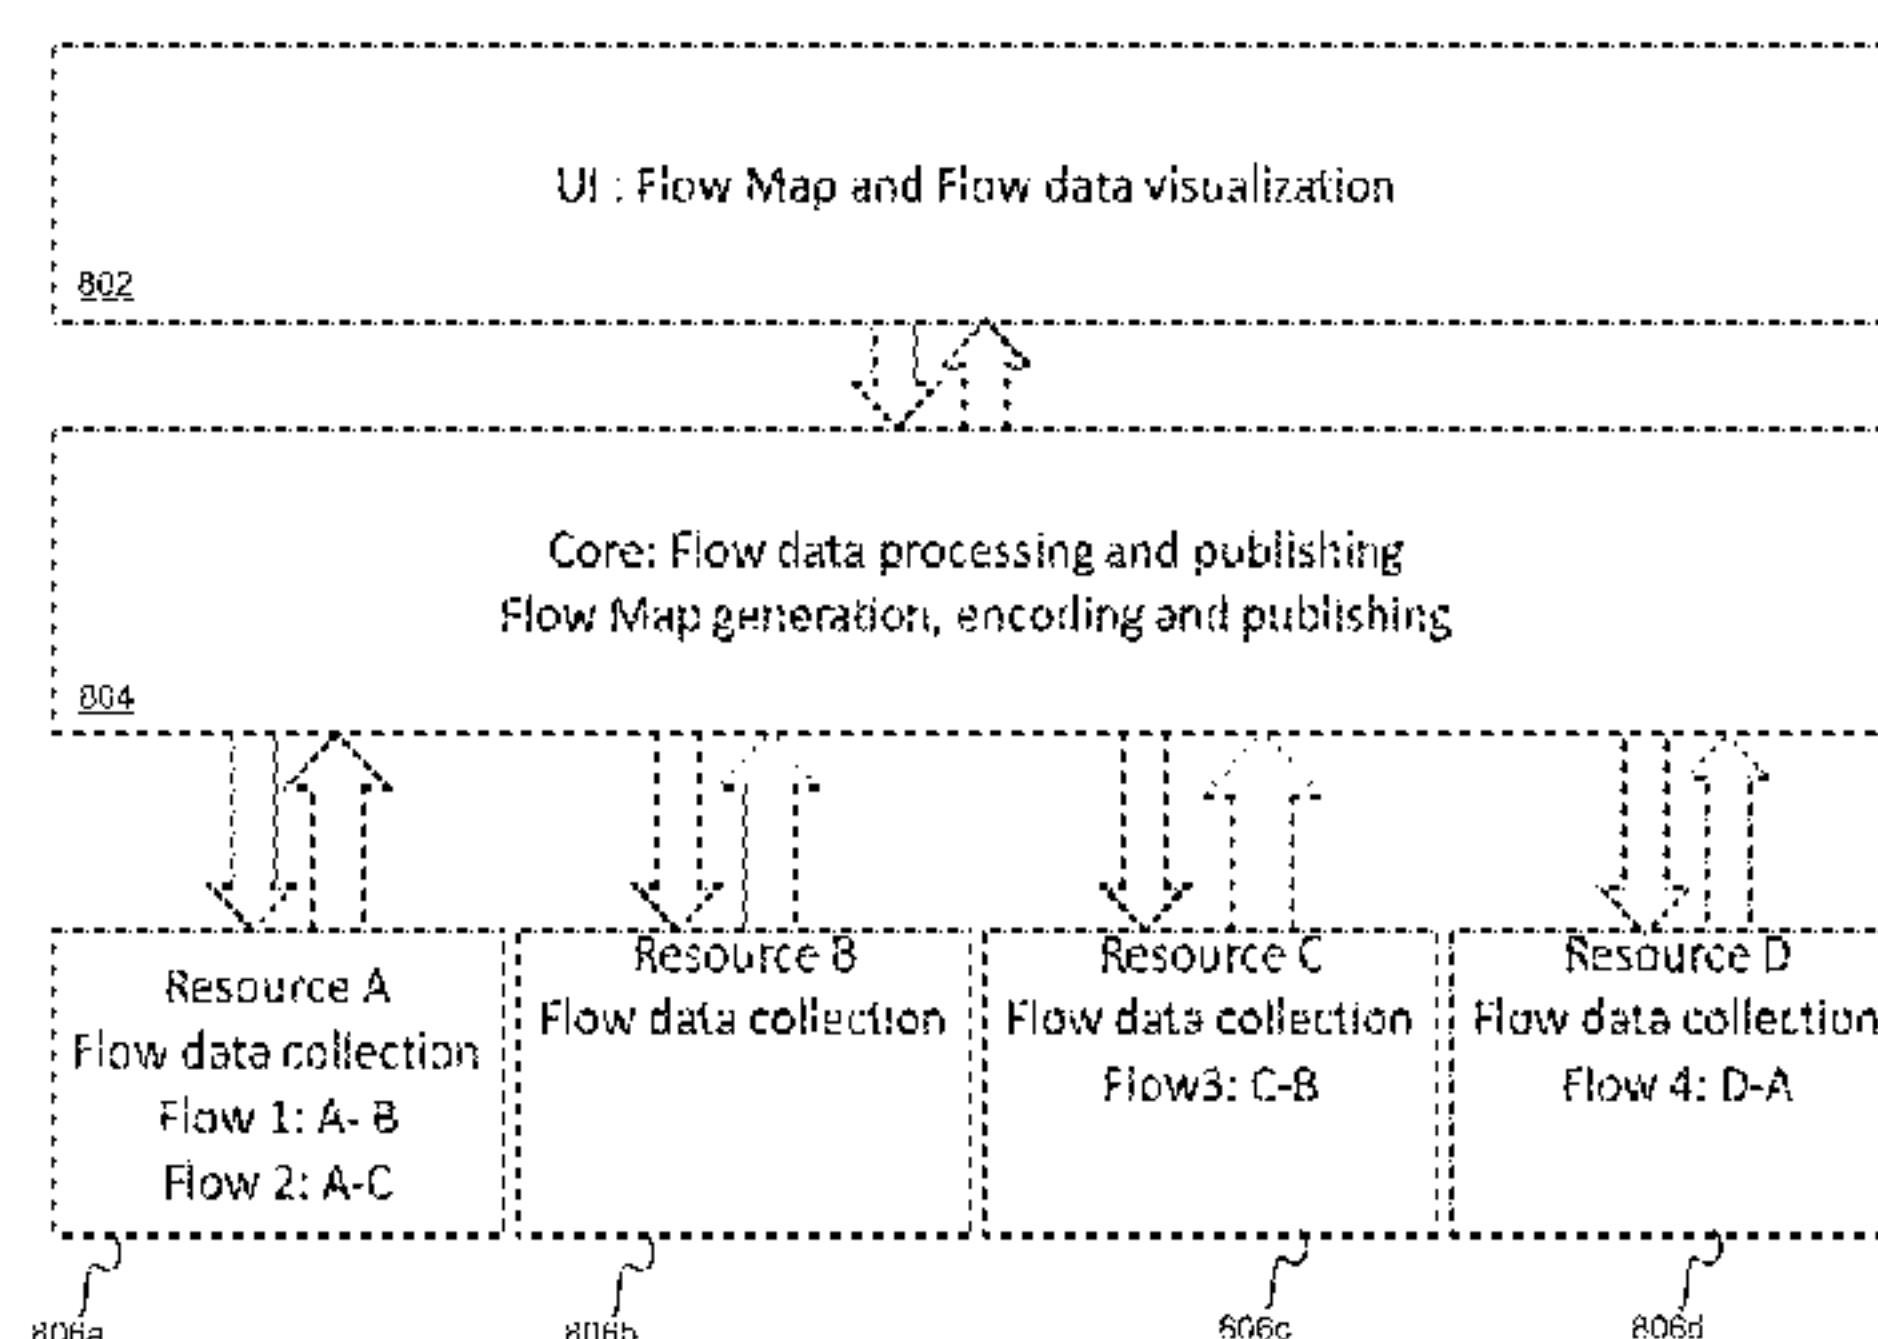 UI : Flow Map and Flow data visualization
802
Core: Flow data processing and publishing
Flow Map generation, encoding and publishing
804
Resource A
Flow data collection
Flow 1: A- B
Flow 2: A-C
Resource B
Flow data collection
Resource C
Flow data collection
Flow3: C-B
Resource D
Flow data collection
Flow 4: D-A
806a
806b
806c
806d